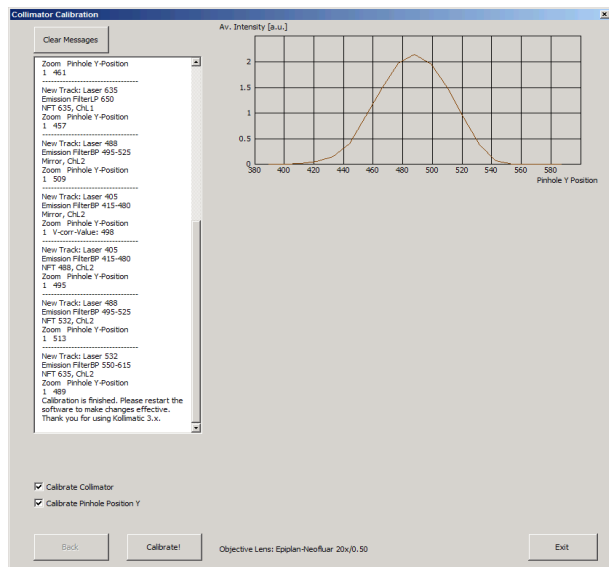 Collimator Calibration
Clear Messages
Zoom Pinhole Y-Position
1 461
--------------------------------
New Track: Laser 635
Emission FilterLP 650
NFT 635, ChL1
Zoom Pinhole Y-Position
1 457
--------------------------------
New Track: Laser 488
Emission FilterBP 495-525
Mirror, ChL2
Zoom Pinhole Y-Position
1 509
--------------------------------
New Track: Laser 405
Emission FilterBP 415-480
Mirror, ChL2
Zoom Pinhole Y-Position
1 V-corr-Value: 498
--------------------------------
New Track: Laser 405
Emission FilterBP 415-480
NFT 488, ChL2
Zoom Pinhole Y-Position
1 495
--------------------------------
New Track: Laser 488
Emission FilterBP 495-525
NFT 532, ChL2
Zoom Pinhole Y-Position
1 513
--------------------------------
New Track: Laser 532
Emission FilterBP 550-615
NFT 635, ChL2
Zoom Pinhole Y-Position
1 489
Calibration is finished. Please restart the
software to make changes effective.
Thank you for using Kollimatic 3.x.
Av. Intensity [a.u.]
2
1.5
1
0.5
0
380 400 420 440 460 480 500 520 540 560 580
Pinhole Y Position
Calibrate Collimator
Calibrate Pinhole Position Y
Back
Calibrate!
Objective Lens: Epiplan-Neofluar 20x/0.50
Exit